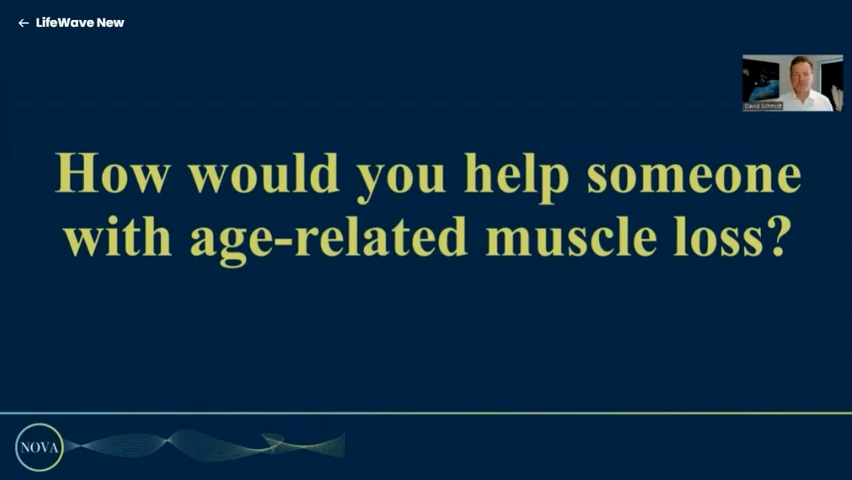 ← LifeWave New
David Schmidt
How would you help someone
with age-related muscle loss?
NOVA